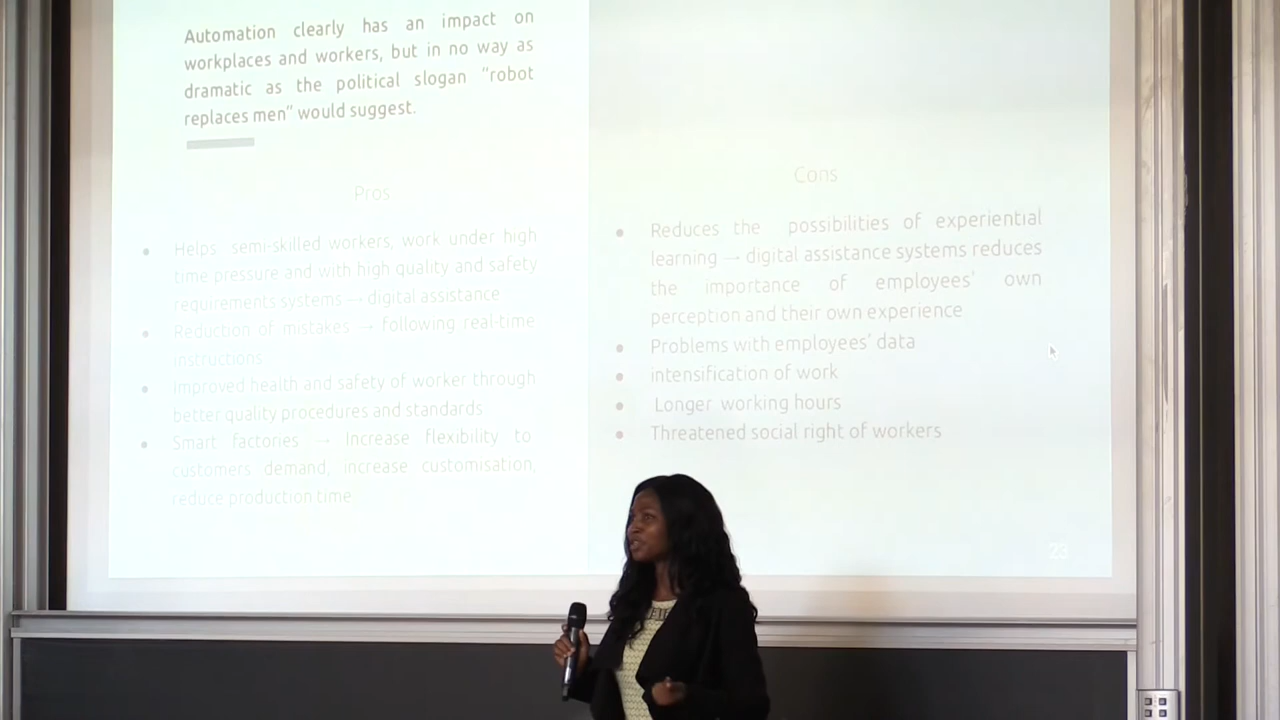 Automation clearly has an impact on
workplaces and workers, but in no way as
dramatic as the political slogan "robot
replaces men" would suggest.
Pros
Helps semi-skilled workers, work under high
time pressure and with high quality and safety
requirements systems → digital assistance
Reduction of mistakes → following real-time
instructions
Improved health and safety of worker through
better quality procedures and standards
Smart factories → Increase flexibility to
customers demand, increase customisation,
reduce production time
Cons
Reduces the possibilities of experiential
learning → digital assistance systems reduces
the importance of employees' own
perception and their own experience
Problems with employees' data
intensification of work
Longer working hours
Threatened social right of workers
23